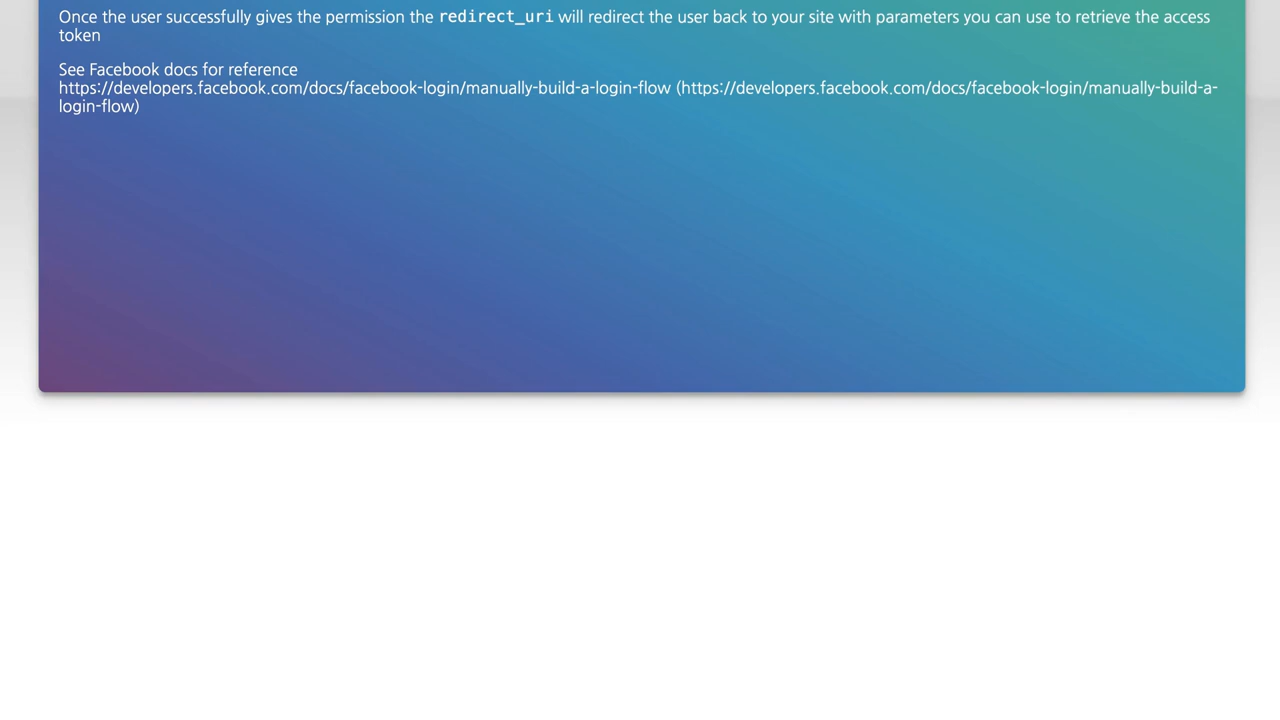 Once the user successfully gives the permission the redirect_uri will redirect the user back to your site with parameters you can use to retrieve the access
token
See Facebook docs for reference
https://developers.facebook.com/docs/facebook-login/manually-build-a-login-flow (https://developers.facebook.com/docs/facebook-login/manually-build-a-
login-flow)